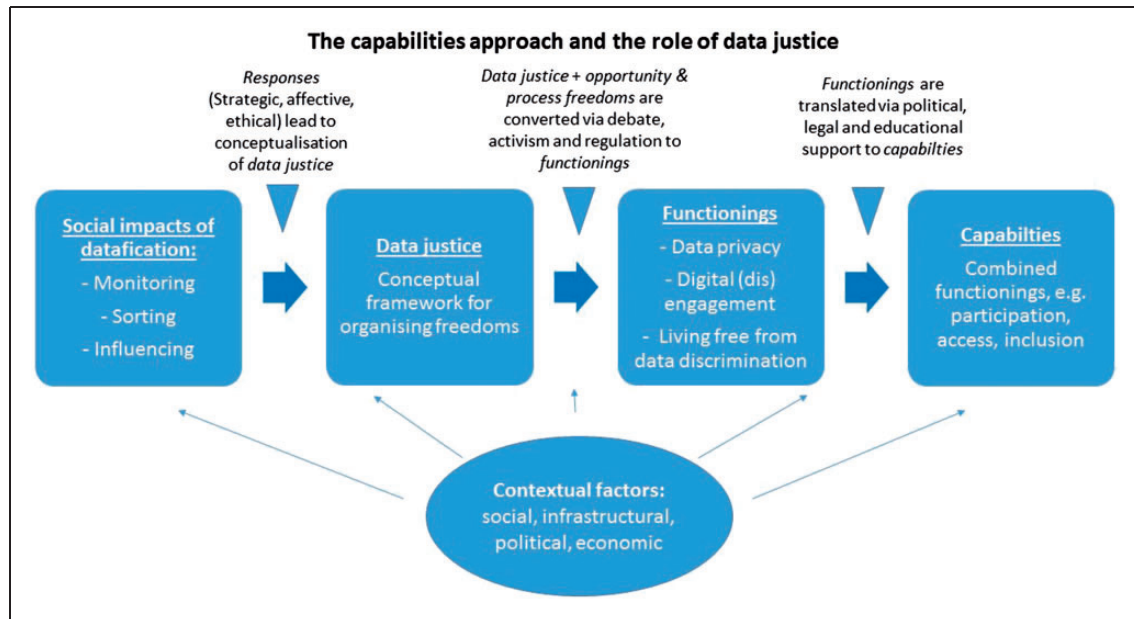 The capabilities approach and the role of data justice
Responses
(Strategic, affective,
ethical) lead to
conceptualisation
of data justice
Data justice + opportunity &
process freedoms are
converted via debate,
activism and regulation to
functionings
Functionings are
translated via political,
legal and educational
support to capabilties
Social impacts of
datafication:
- Monitoring
- Sorting
- Influencing
Data justice
Conceptual
framework for
organising freedoms
Functionings
- Data privacy
- Digital (dis)
engagement
- Living free from
data discrimination
Capabilties
Combined
functionings, e.g.
participation,
access, inclusion
Contextual factors:
social, infrastructural,
political, economic